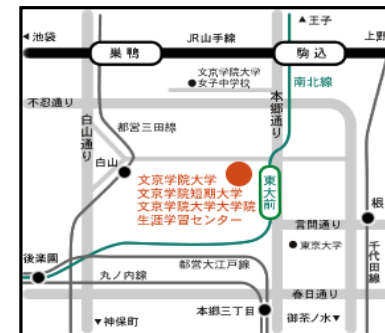 ▲王子
◀池袋
JR山手線
上野
巣鴨
駒込
文京学院大学
●女子中学校
南北線
不忍通り
本郷通り
白山通り
都営三田線
白山
文京学院大学
文京学院短期大学
文京学院大学大学院
生涯学習センター
東大前
根
言問通り
●東京大学
千代田線
後楽園
都営大江戸線
丸ノ内線
春日通り
本郷三丁目
▼神保町
御茶ノ水▼